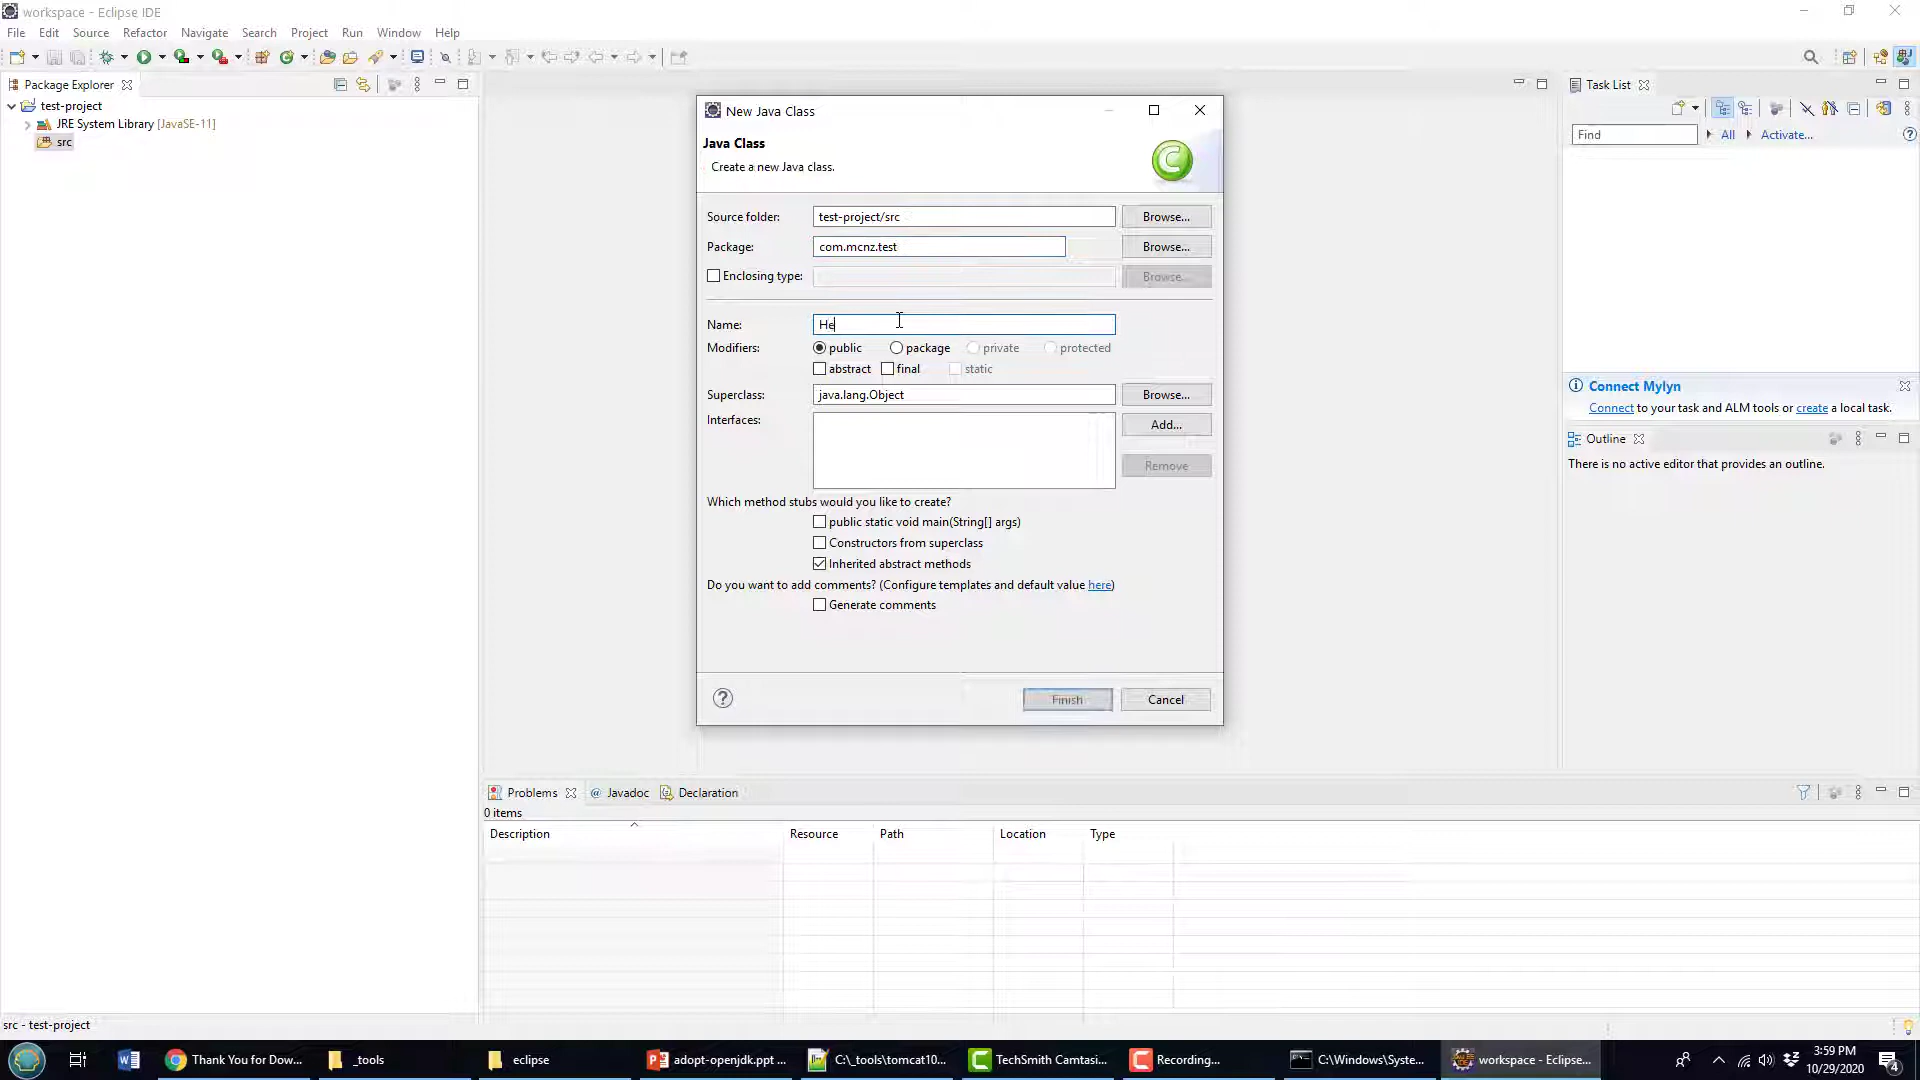 workspace - Eclipse IDE
File Edit Source Refactor Navigate Search Project Run Window Help
Package Explorer
test-project
JRE System Library [JavaSE-11]
src
New Java Class
Java Class
Create a new Java class.
Source folder: test-project/src Browse...
Package: com.mcnz.test Browse...
Enclosing type: Browse...
Name: He
Modifiers: public package private protected
abstract final static
Superclass: java.lang.Object Browse...
Interfaces: Add...
Remove
Which method stubs would you like to create?
public static void main(String[] args)
Constructors from superclass
Inherited abstract methods
Do you want to add comments? (Configure templates and default value here)
Generate comments
Finish Cancel
Task List
Find All Activate...
Connect Mylyn
Connect to your task and ALM tools or create a local task.
Outline
There is no active editor that provides an outline.
Problems @ Javadoc Declaration
0 items
Description Resource Path Location Type
src - test-project
Thank You for Dow... _tools eclipse adopt-openjdk.ppt ... C:\_tools\tomcat10... TechSmith Camtasi... Recording... C:\Windows\Syste... workspace - Eclipse...
3:59 PM
10/29/2020
4